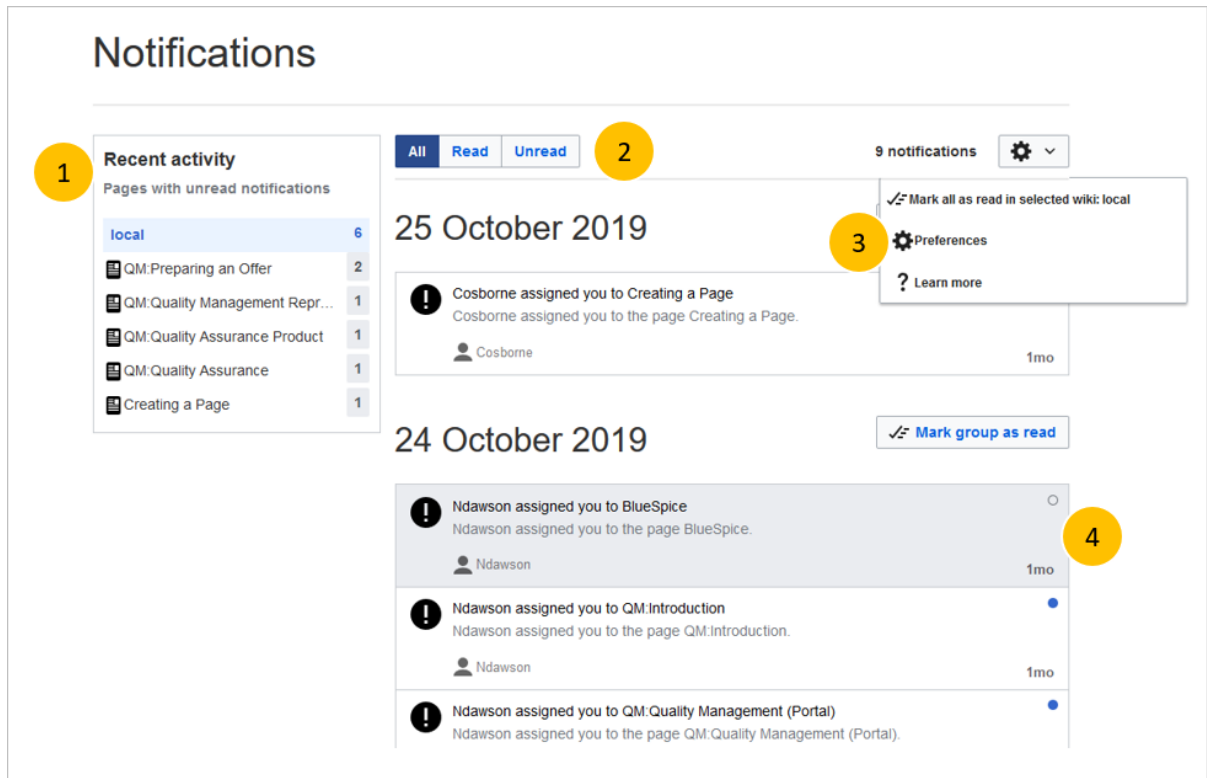 Notifications
1
Recent activity
Pages with unread notifications
local 6
QM:Preparing an Offer 2
QM:Quality Management Repr... 1
QM:Quality Assurance Product 1
QM:Quality Assurance 1
Creating a Page 1
All Read Unread
2
9 notifications
Mark all as read in selected wiki: local
3
Preferences
? Learn more
25 October 2019
Cosborne assigned you to Creating a Page
Cosborne assigned you to the page Creating a Page.
Cosborne
1mo
24 October 2019
Mark group as read
Ndawson assigned you to BlueSpice
Ndawson assigned you to the page BlueSpice.
Ndawson
1mo
4
Ndawson assigned you to QM:Introduction
Ndawson assigned you to the page QM:Introduction.
Ndawson
1mo
Ndawson assigned you to QM:Quality Management (Portal)
Ndawson assigned you to the page QM:Quality Management (Portal).